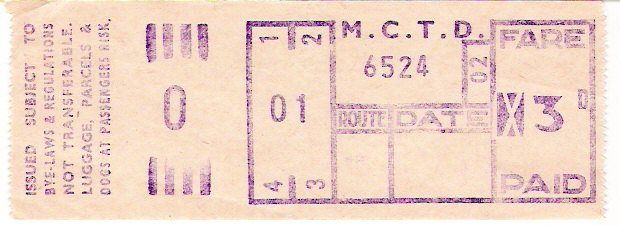 ISSUED SUBJECT TO
BYE-LAWS & REGULATIONS
NOT TRANSFERABLE.
LUGGAGE, PARCELS &
DOGS AT PASSENGERS RISK.
0
1 2
01
4 3
M.C.T.D.
6524
02
ROUTE DATE
FARE
X 3D
PAID